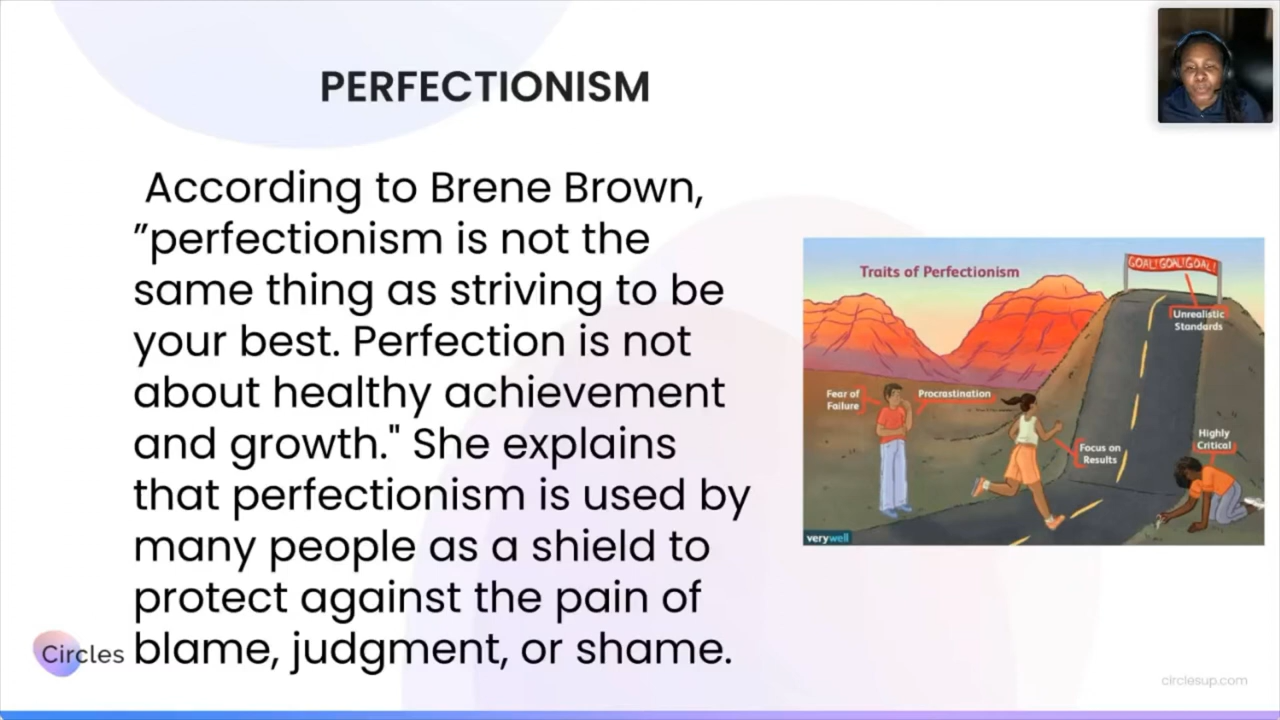 PERFECTIONISM
According to Brene Brown,
”perfectionism is not the
same thing as striving to be
your best. Perfection is not
about healthy achievement
and growth." She explains
that perfectionism is used by
many people as a shield to
protect against the pain of
blame, judgment, or shame.
Traits of Perfectionism
GOAL! GOAL! GOAL!
Unrealistic
Standards
Fear of
Failure
Procrastination
Focus on
Results
Highly
Critical
verywell
Circles
circlesup.com